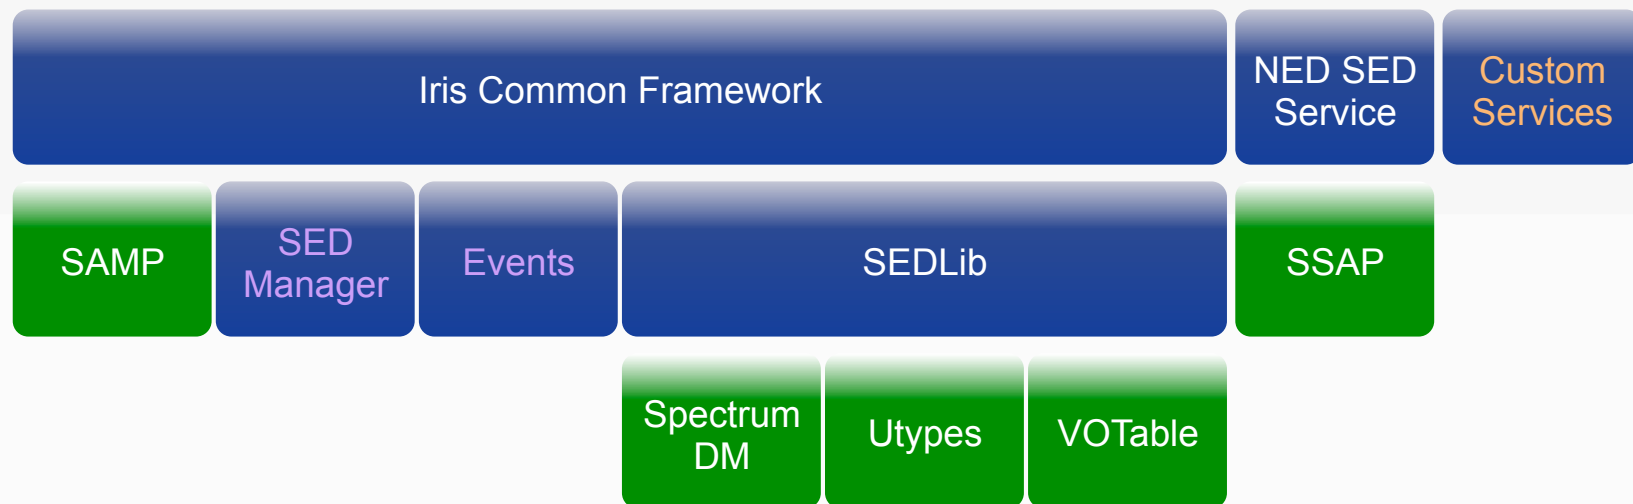 Iris Common Framework
NED SED
Service
Custom
Services
SAMP
SED
Manager
Events
SEDLib
SSAP
Spectrum
DM
Utypes
VOTable